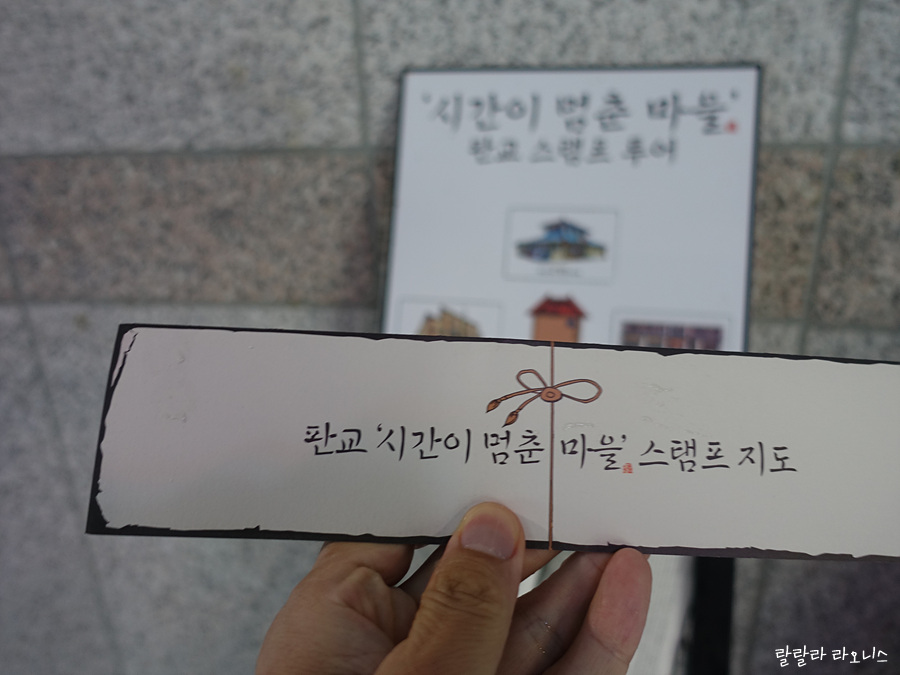 '시간이 멈춘 마을'
판교 스탬프 투어
판교 '시간이 멈춘 마을' 스탬프 지도
랄랄라 라오니스